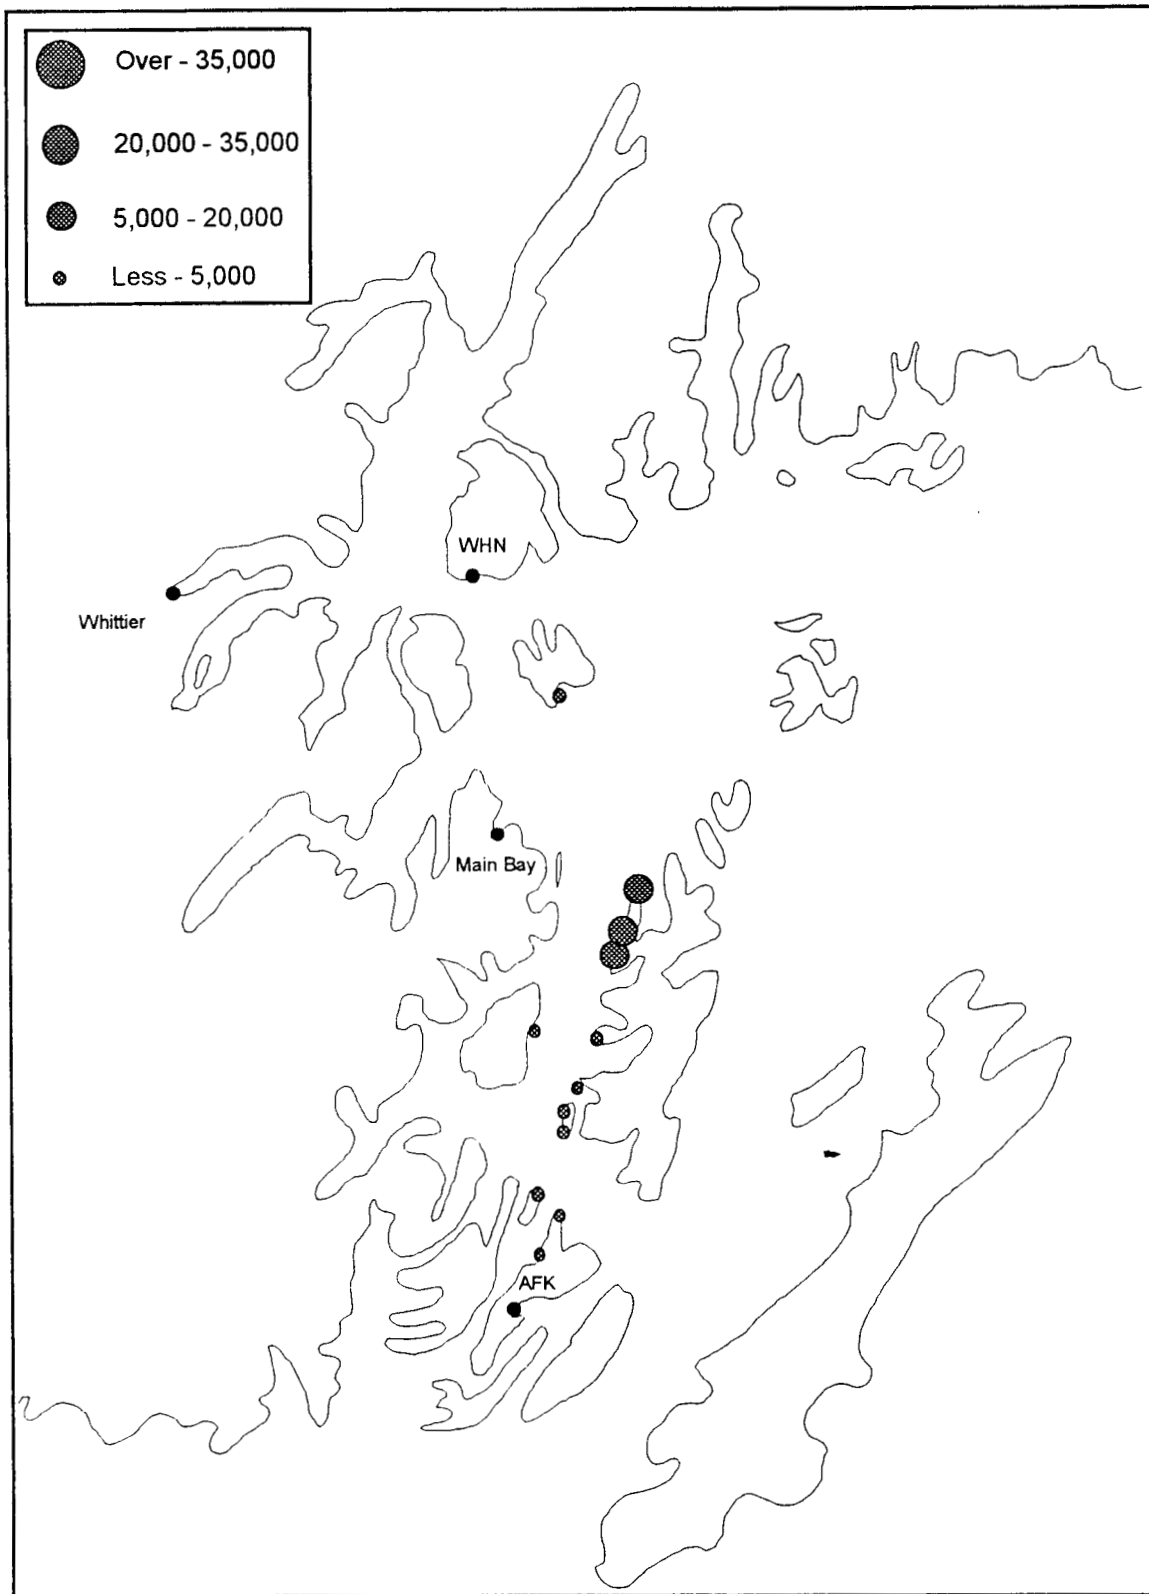 Over - 35,000
20,000 - 35,000
5,000 - 20,000
Less - 5,000
WHN
Whittier
Main Bay
AFK